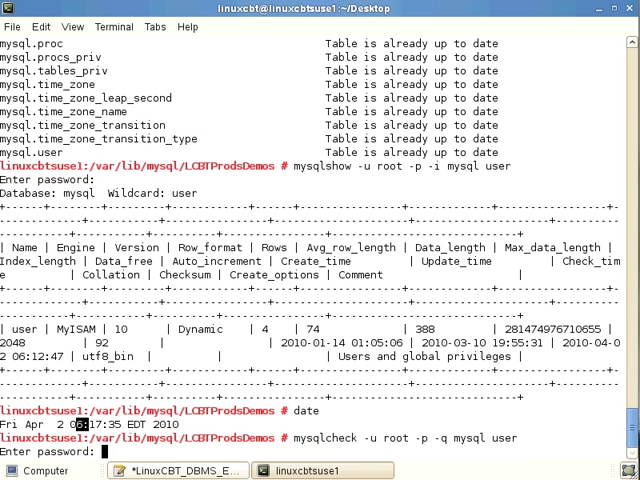 linuxcbt@linuxcbtsuse1:~/Desktop
File Edit View Terminal Tabs Help
mysql.proc Table is already up to date
mysql.procs_priv Table is already up to date
mysql.tables_priv Table is already up to date
mysql.time_zone Table is already up to date
mysql.time_zone_leap_second Table is already up to date
mysql.time_zone_name Table is already up to date
mysql.time_zone_transition Table is already up to date
mysql.time_zone_transition_type Table is already up to date
mysql.user Table is already up to date
linuxcbtsuse1:/var/lib/mysql/LCBTProdsDemos # mysqlshow -u root -p -i mysql user
Enter password:
Database: mysql  Wildcard: user
+------+--------+---------+------------+------+----------------+-------------+-----------------+-
-------------+-----------+----------------+---------------------+---------------------+---------
------------+-----------+----------+----------------+-----------------------------+
| Name | Engine | Version | Row_format | Rows | Avg_row_length | Data_length | Max_data_length |
Index_length | Data_free | Auto_increment | Create_time | Update_time | Check_tim
e | Collation | Checksum | Create_options | Comment |
+------+--------+---------+------------+------+----------------+-------------+-----------------+-
-------------+-----------+----------------+---------------------+---------------------+---------
------------+-----------+----------+----------------+-----------------------------+
| user | MyISAM | 10 | Dynamic | 4 | 74 | 388 | 281474976710655 |
2048 | 92 | | 2010-01-14 01:05:06 | 2010-03-10 19:55:31 | 2010-04-0
2 06:12:47 | utf8_bin | | | Users and global privileges |
+------+--------+---------+------------+------+----------------+-------------+-----------------+-
-------------+-----------+----------------+---------------------+---------------------+---------
------------+-----------+----------+----------------+-----------------------------+
linuxcbtsuse1:/var/lib/mysql/LCBTProdsDemos # date
Fri Apr  2 06:17:35 EDT 2010
linuxcbtsuse1:/var/lib/mysql/LCBTProdsDemos # mysqlcheck -u root -p -q mysql user
Enter password:
Computer *LinuxCBT_DBMS_E... linuxcbtsuse1